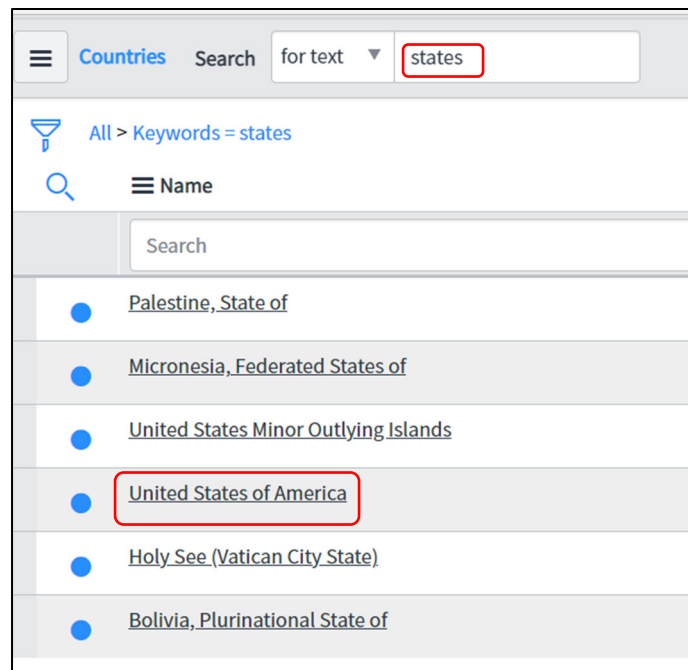 Countries Search for text states
All > Keywords = states
Name
Search
Palestine, State of
Micronesia, Federated States of
United States Minor Outlying Islands
United States of America
Holy See (Vatican City State)
Bolivia, Plurinational State of